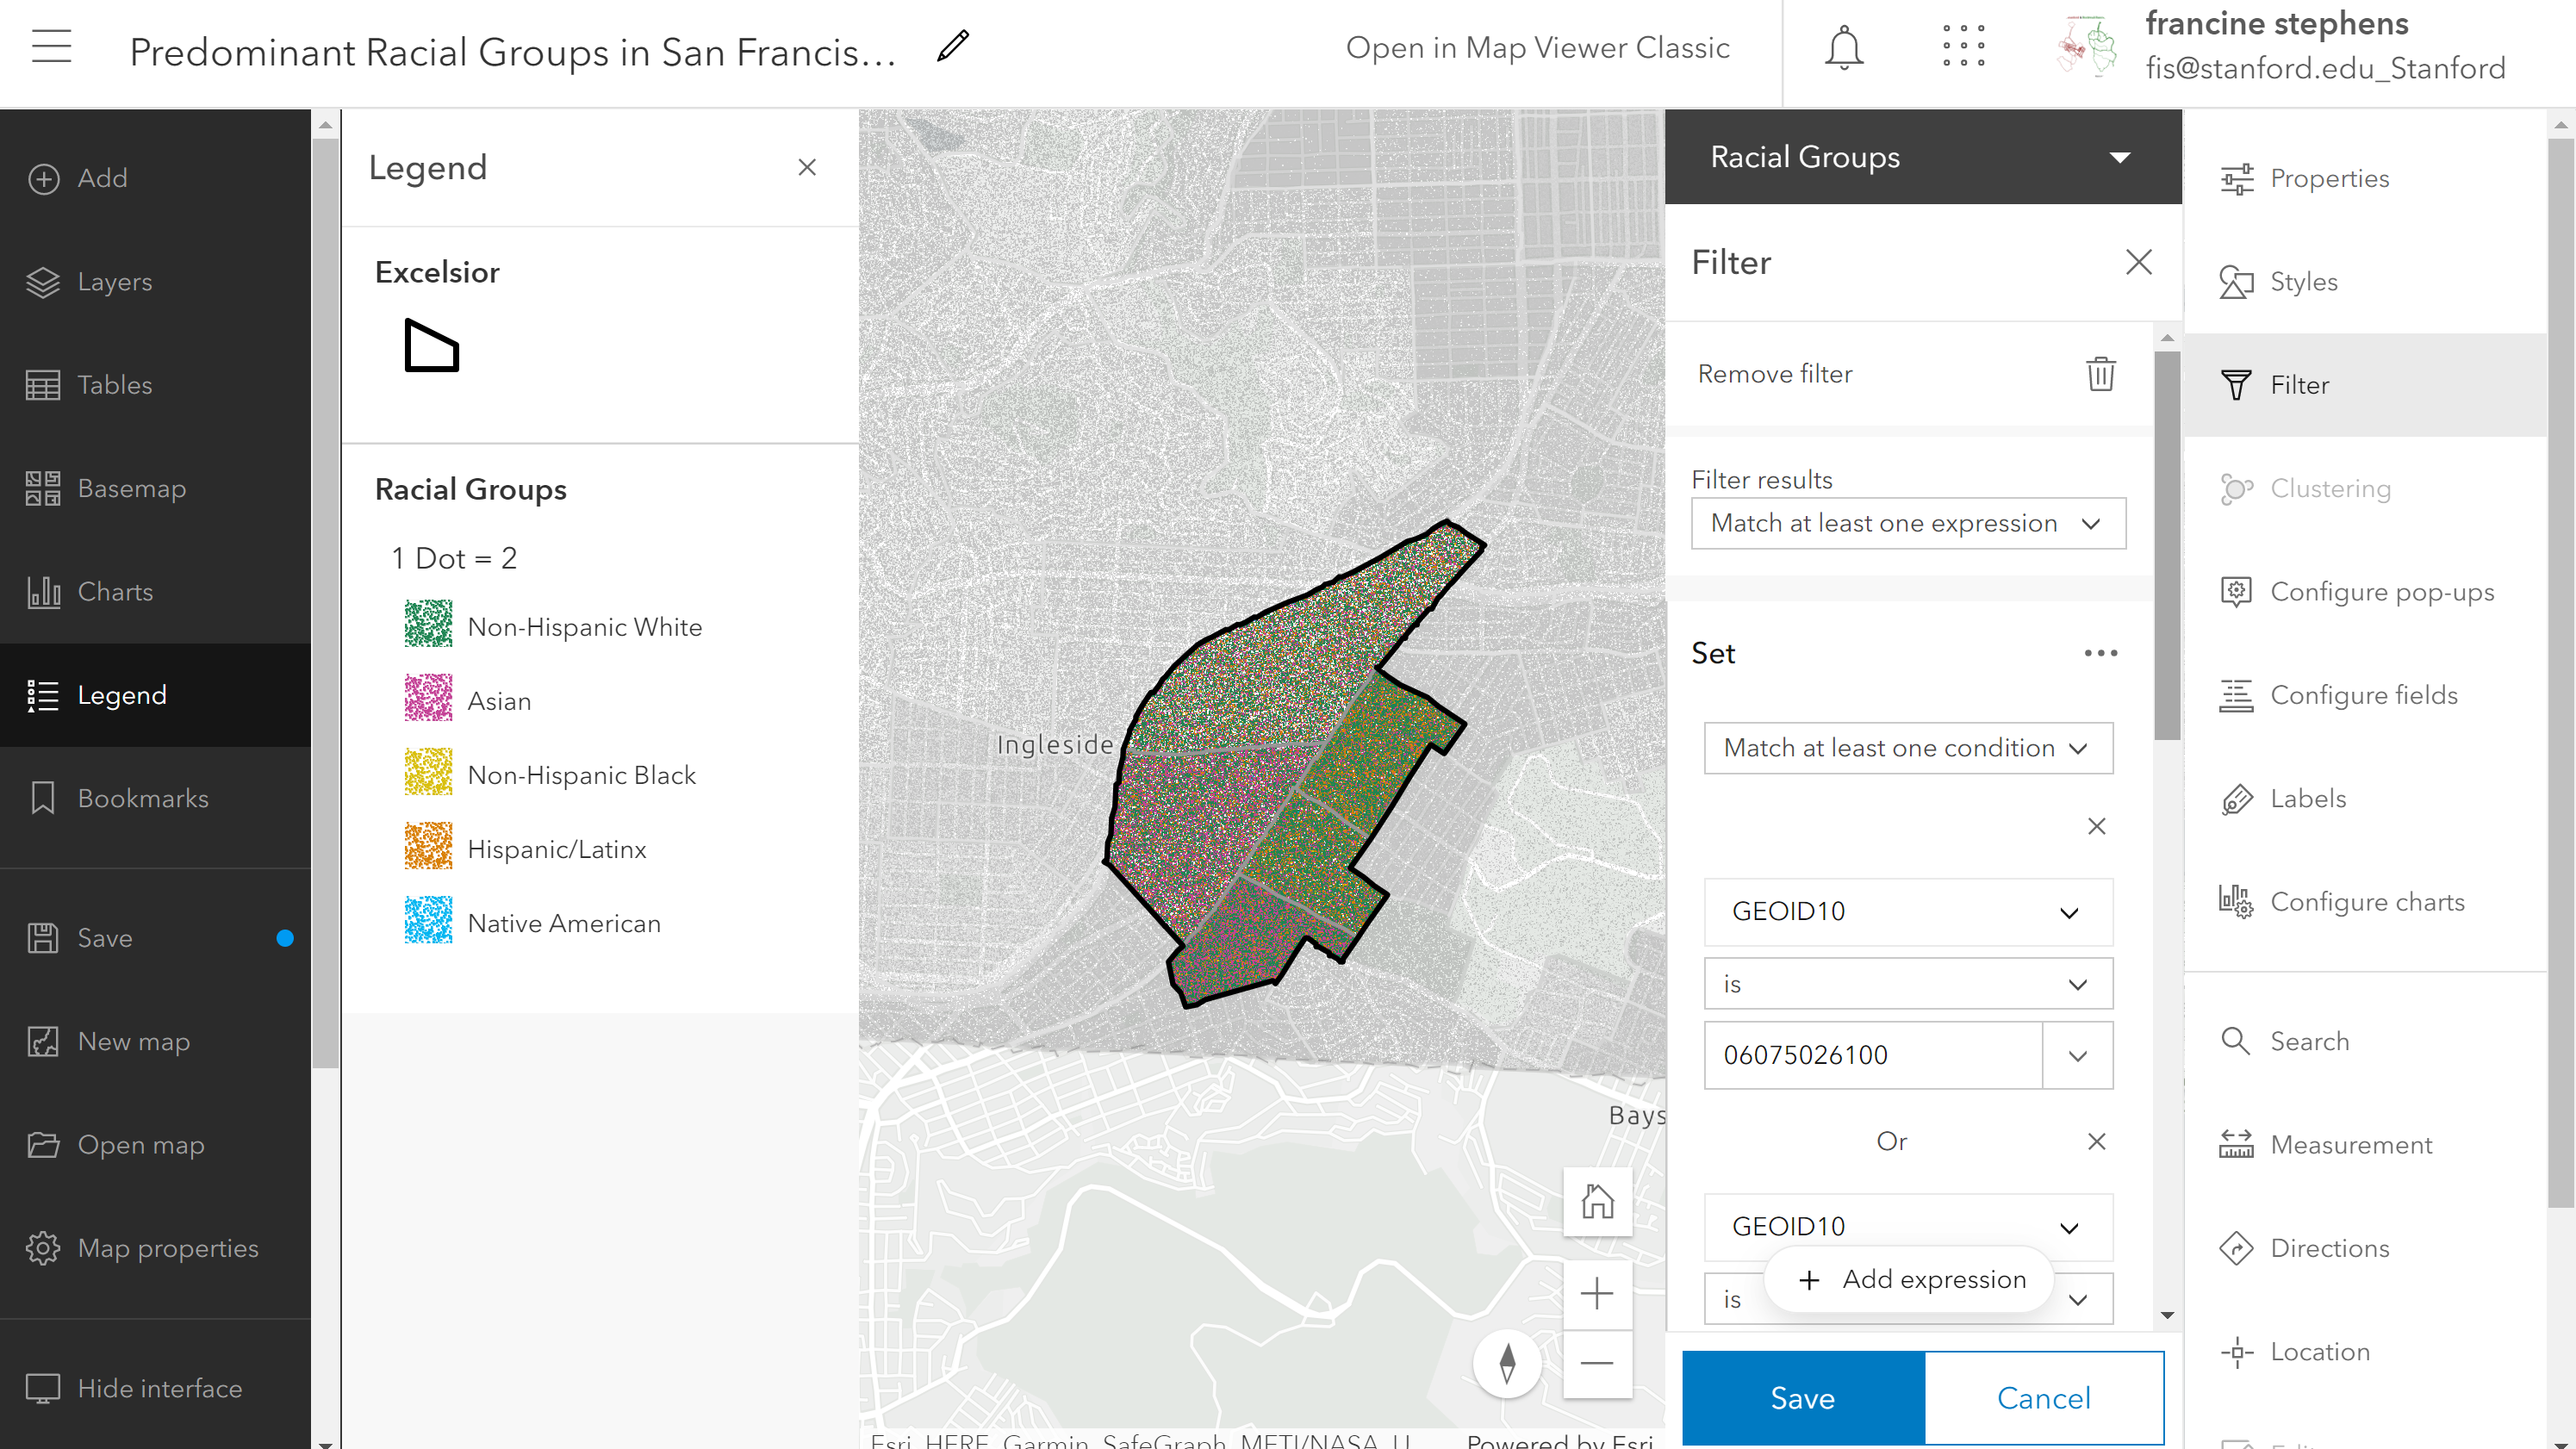 Predominant Racial Groups in San Francis...
Open in Map Viewer Classic
francine stephens
fis@stanford.edu_Stanford
Add
Layers
Tables
Basemap
Charts
Legend
Bookmarks
Save
New map
Open map
Map properties
Hide interface
Legend
Excelsior
Racial Groups
1 Dot = 2
Non-Hispanic White
Asian
Non-Hispanic Black
Hispanic/Latinx
Native American
Ingleside
Bays
Esri, HERE, Garmin, SafeGraph, METI/NASA, U
Powered by Esri
Racial Groups
Filter
Remove filter
Filter results
Match at least one expression
Set
Match at least one condition
GEOID10
is
06075026100
Or
GEOID10
is
+ Add expression
Save
Cancel
Properties
Styles
Filter
Clustering
Configure pop-ups
Configure fields
Labels
Configure charts
Search
Measurement
Directions
Location